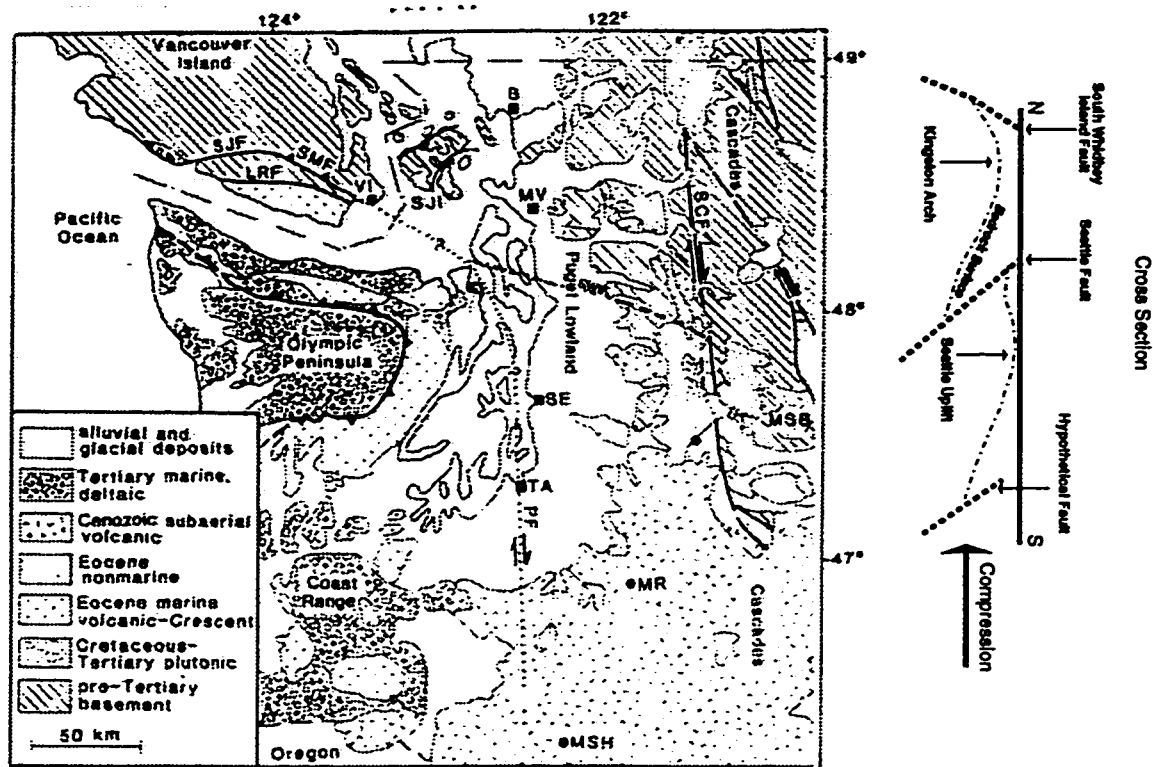 124°
122°
Vancouver
Island
49°
B
Cascades
SJF
SMF
LRF
VI
SJI
MV
SCF
Pacific
Ocean
?
Puget Lowland
48°
Olympic
Peninsula
SE
MSB
TA
PF
47°
Coast
Range
MR
Cascades
MSH
Oregon
alluvial and
glacial deposits
Tertiary marine,
deltaic
Cenozoic subaerial
volcanic
Eocene
nonmarine
Eocene marine
volcanic-Crescent
Cretaceous-
Tertiary plutonic
pre-Tertiary
basement
50 km
Cross Section
South Whidbey
Island Fault
Seattle Fault
Hypothetical Fault
N
S
Kingston Arch
Bedrock Surface
Seattle Uplift
Compression